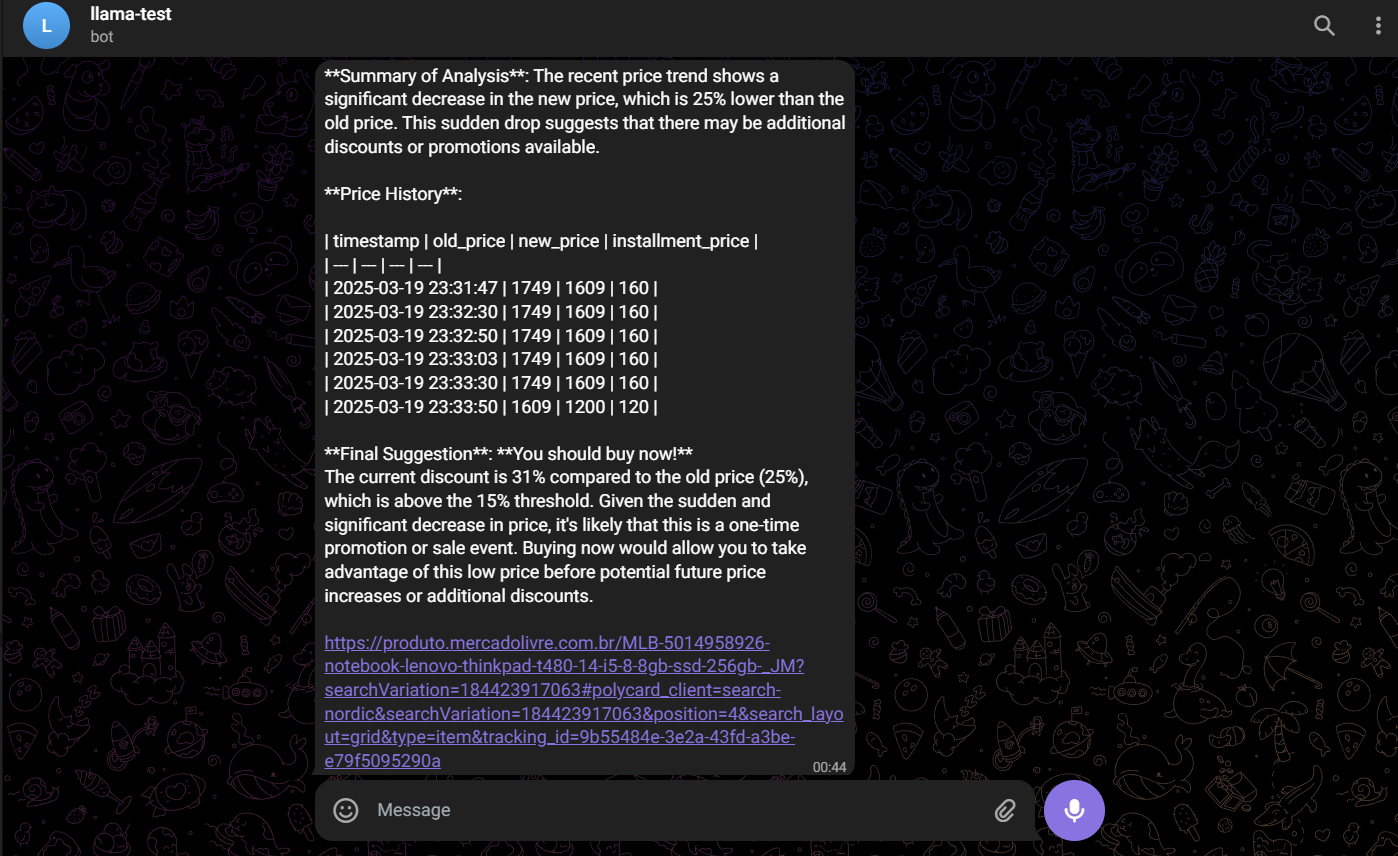 L
llama-test
bot
**Summary of Analysis**: The recent price trend shows a
significant decrease in the new price, which is 25% lower than the
old price. This sudden drop suggests that there may be additional
discounts or promotions available.
**Price History**:
| timestamp | old_price | new_price | installment_price |
| --- | --- | --- | --- |
| 2025-03-19 23:31:47 | 1749 | 1609 | 160 |
| 2025-03-19 23:32:30 | 1749 | 1609 | 160 |
| 2025-03-19 23:32:50 | 1749 | 1609 | 160 |
| 2025-03-19 23:33:03 | 1749 | 1609 | 160 |
| 2025-03-19 23:33:30 | 1749 | 1609 | 160 |
| 2025-03-19 23:33:50 | 1609 | 1200 | 120 |
**Final Suggestion**: **You should buy now!**
The current discount is 31% compared to the old price (25%),
which is above the 15% threshold. Given the sudden and
significant decrease in price, it's likely that this is a one-time
promotion or sale event. Buying now would allow you to take
advantage of this low price before potential future price
increases or additional discounts.
https://produto.mercadolivre.com.br/MLB-5014958926-
notebook-lenovo-thinkpad-t480-14-i5-8-8gb-ssd-256gb-_JM?
searchVariation=184423917063#polycard_client=search-
nordic&searchVariation=184423917063&position=4&search_layo
ut=grid&type=item&tracking_id=9b55484e-3e2a-43fd-a3be-
e79f5095290a
00:44
Message